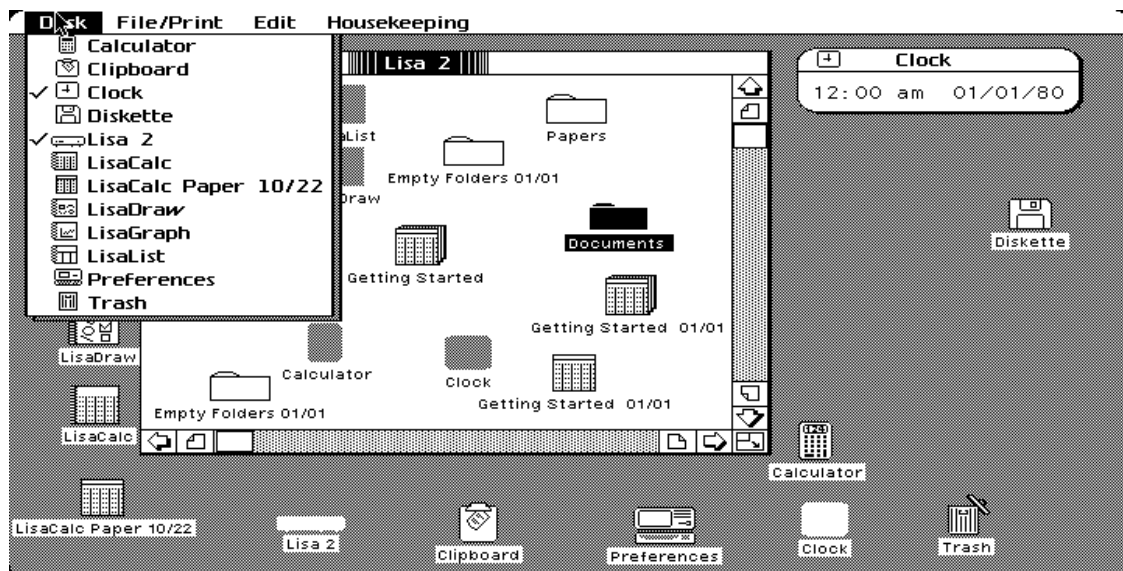 Desk File/Print Edit Housekeeping
Calculator
Clipboard
Clock
Diskette
Lisa 2
LisaCalc
LisaCalc Paper 10/22
LisaDraw
LisaGraph
LisaList
Preferences
Trash
Lisa 2
List
Papers
Empty Folders 01/01
Draw
Documents
Getting Started
Getting Started 01/01
Calculator
Clock
Getting Started 01/01
Empty Folders 01/01
Clock
12:00 am 01/01/80
Diskette
LisaDraw
LisaCalc
LisaCalc Paper 10/22
Lisa 2
Clipboard
Preferences
Calculator
Clock
Trash